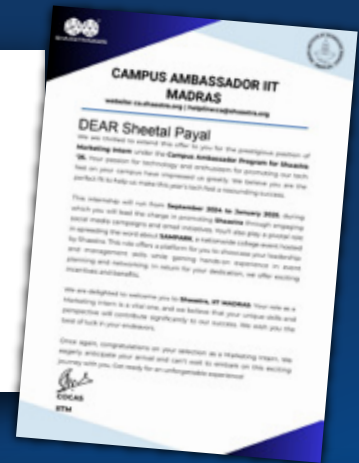 CAMPUS AMBASSADOR IIT
MADRAS
website: ca.shaastra.org | helplinecca@shaastra.org
DEAR Sheetal Payal
We are thrilled to extend this offer to you for the prestigious position of
Marketing Intern under the Campus Ambassador Program for Shaastra
Your passion for technology and enthusiasm for promoting our tech
fest on your campus have impressed us greatly. We believe you are the
perfect fit to help us make this year's tech fest a resounding success.
This internship will run from September 2024 to January 2025, during
which you will lead the charge in promoting Shaastra through engaging
social media campaigns and email initiatives. You'll also play a pivotal role
in spreading the word about SAMPARK, a nationwide college event hosted
by Shaastra. This role offers a platform for you to showcase your leadership
and management skills while gaining hands-on experience in event
planning and networking. In return for your dedication, we offer exciting
incentives and benefits.
We are delighted to welcome you to Shaastra, IIT MADRAS. Your role as a
Marketing Intern is a vital one, and we believe that your unique skills and
perspective will contribute significantly to our success. We wish you the
best of luck in your endeavors.
Once again, congratulations on your selection as a Marketing Intern. We
eagerly anticipate your arrival and can't wait to embark on this exciting
journey with you. Get ready for an unforgettable experience!
COCAS
IITM